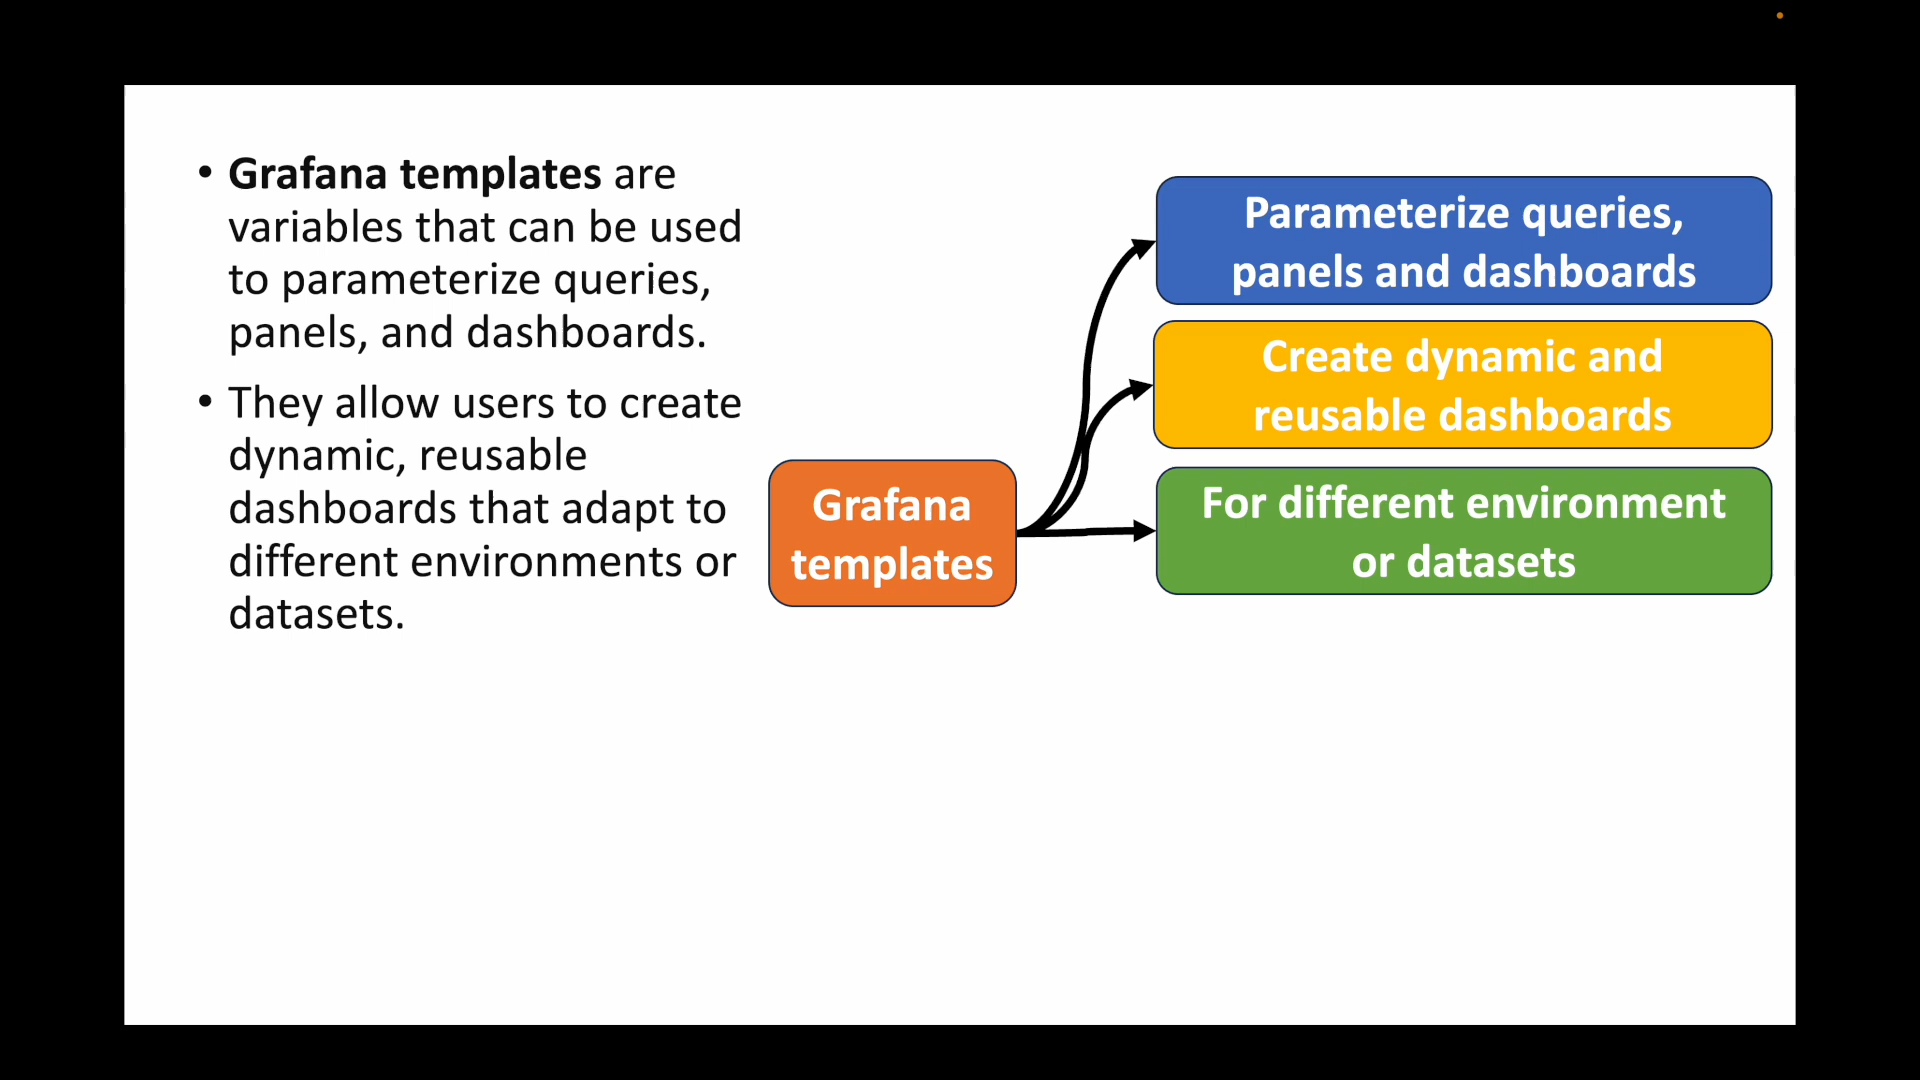 • Grafana templates are
variables that can be used
to parameterize queries,
panels, and dashboards.
• They allow users to create
dynamic, reusable
dashboards that adapt to
different environments or
datasets.
Grafana
templates
Parameterize queries,
panels and dashboards
Create dynamic and
reusable dashboards
For different environment
or datasets